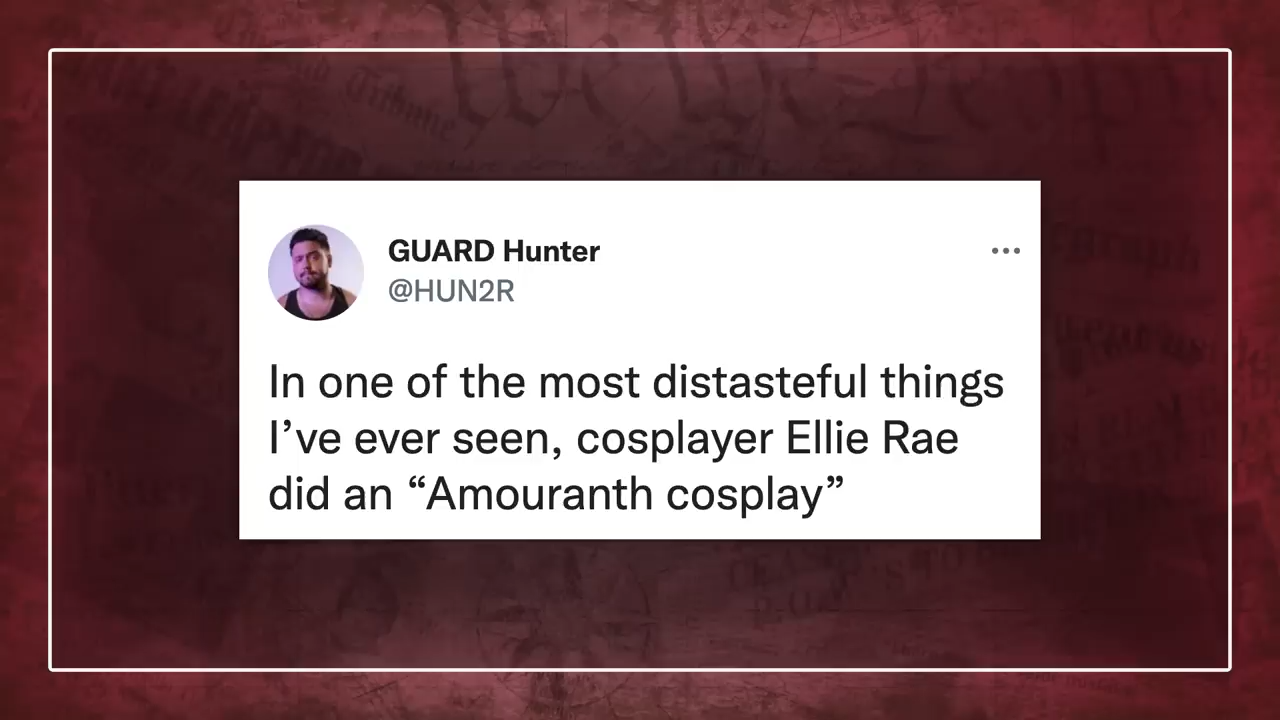 GUARD Hunter
@HUN2R
In one of the most distasteful things
I’ve ever seen, cosplayer Ellie Rae
did an “Amouranth cosplay”